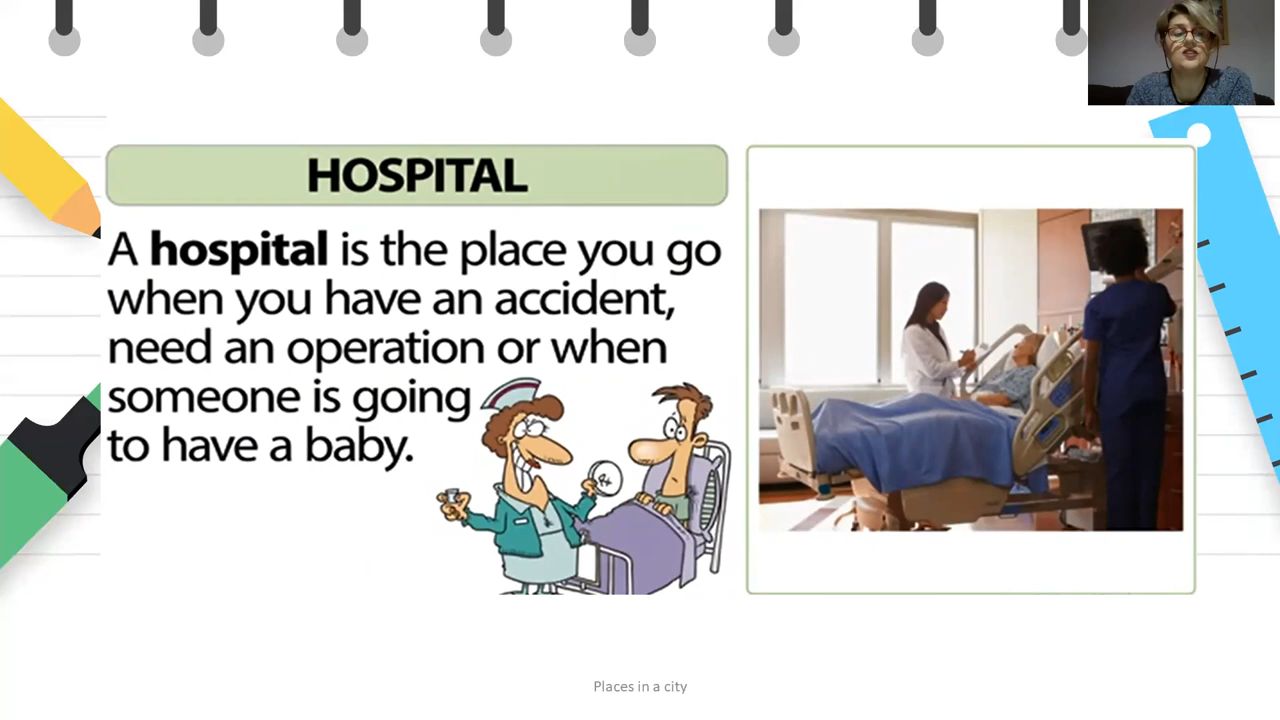 HOSPITAL
A hospital is the place you go
when you have an accident,
need an operation or when
someone is going
to have a baby.
Places in a city